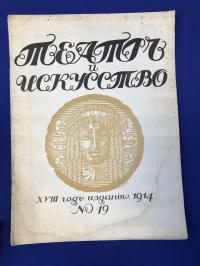 ТЕАТРЪ
и
ИСКУССТВО
XVIII годъ изданія. 1914
№ 19